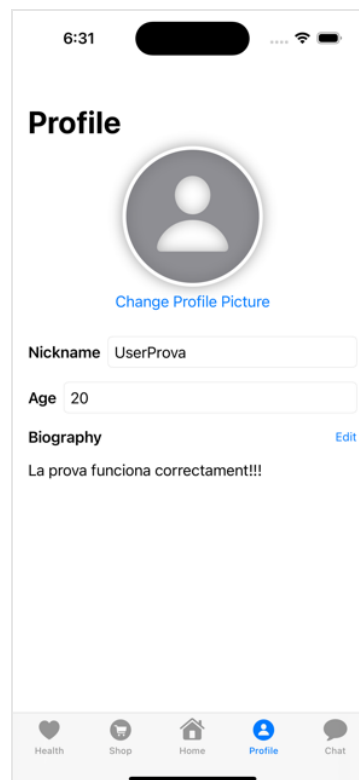 6:31
Profile
Change Profile Picture
Nickname UserProva
Age 20
Biography Edit
La prova funciona correctament!!!
Health Shop Home Profile Chat